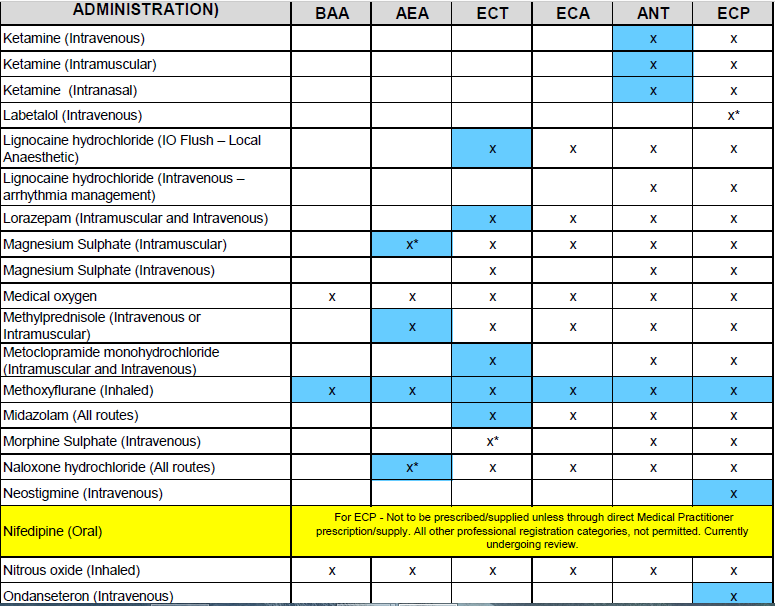 ADMINISTRATION) BAA AEA ECT ECA ANT ECP
Ketamine (Intravenous) x x
Ketamine (Intramuscular) x x
Ketamine (Intranasal) x x
Labetalol (Intravenous) x*
Lignocaine hydrochloride (IO Flush – Local
Anaesthetic) x x x x
Lignocaine hydrochloride (Intravenous –
arrhythmia management) x x
Lorazepam (Intramuscular and Intravenous) x x x x
Magnesium Sulphate (Intramuscular) x* x x x x
Magnesium Sulphate (Intravenous) x x x
Medical oxygen x x x x x x
Methylprednisole (Intravenous or
Intramuscular) x x x x x
Metoclopramide monohydrochloride
(Intramuscular and Intravenous) x x x
Methoxyflurane (Inhaled) x x x x x x
Midazolam (All routes) x x x x
Morphine Sulphate (Intravenous) x* x x
Naloxone hydrochloride (All routes) x* x x x x
Neostigmine (Intravenous) x
Nifedipine (Oral)
For ECP - Not to be prescribed/supplied unless through direct Medical Practitioner
prescription/supply. All other professional registration categories, not permitted. Currently
undergoing review.
Nitrous oxide (Inhaled) x x x x x x
Ondanseteron (Intravenous) x